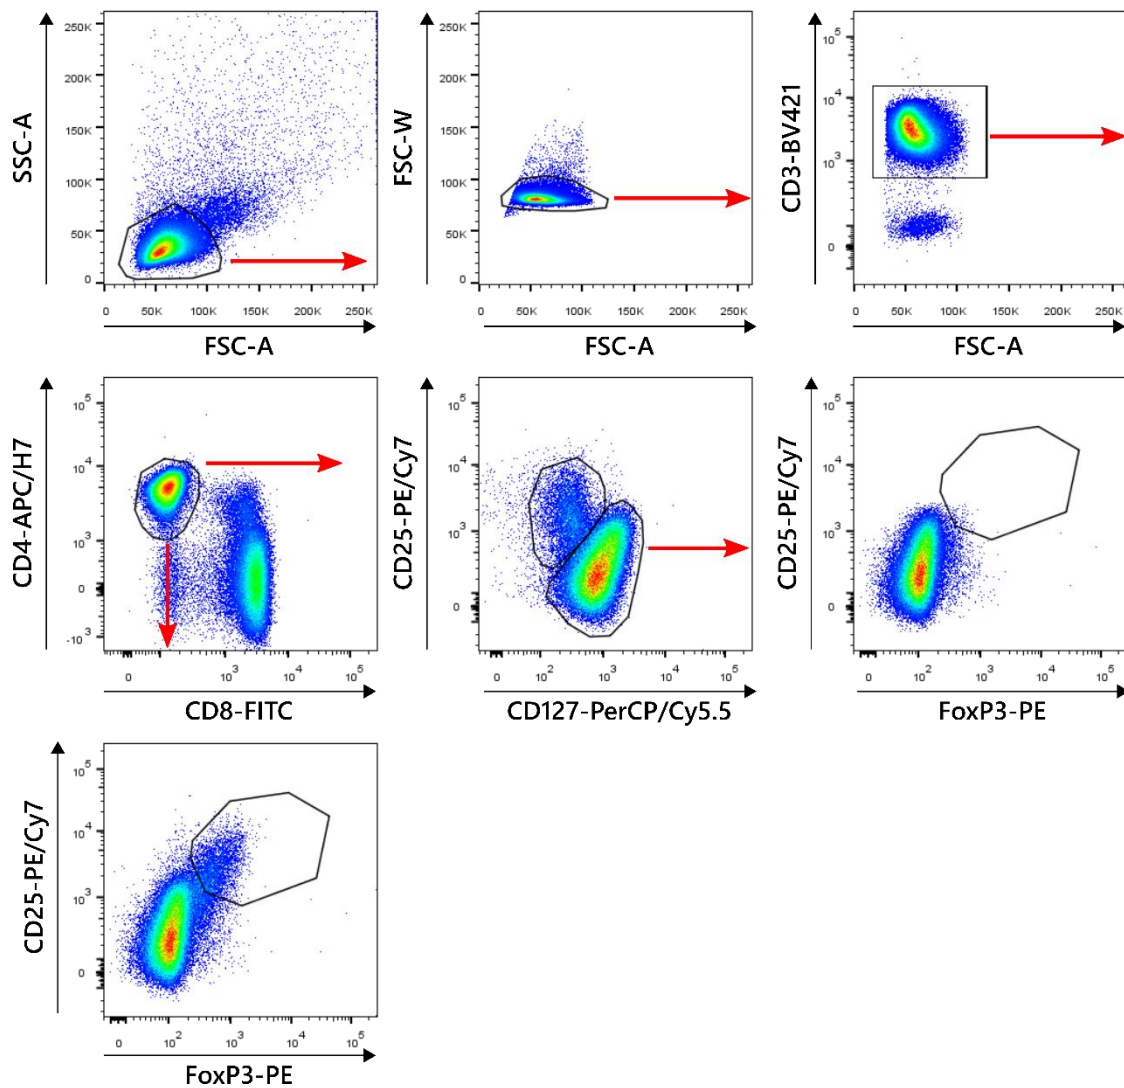 SSC-A
250K
200K
150K
100K
50K
0
0 50K 100K 150K 200K 250K
FSC-A
FSC-W
250K
200K
150K
100K
50K
0
0 50K 100K 150K 200K 250K
FSC-A
CD3-BV421
10^5
10^4
10^3
0
0 50K 100K 150K 200K 250K
FSC-A
CD4-APC/H7
10^5
10^4
10^3
0
-10^3
0 10^3 10^4 10^5
CD8-FITC
CD25-PE/Cy7
10^5
10^4
10^3
0
0 10^3 10^4 10^5
CD127-PerCP/Cy5.5
CD25-PE/Cy7
10^5
10^4
10^3
0
0 10^2 10^3 10^4 10^5
FoxP3-PE
CD25-PE/Cy7
10^5
10^4
10^3
0
0 10^2 10^3 10^4 10^5
FoxP3-PE